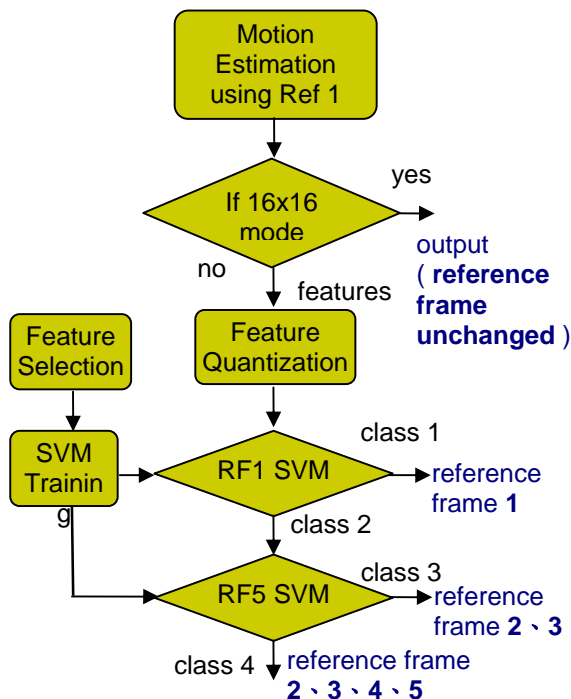 Motion
Estimation
using Ref 1
If 16x16
mode
yes
output
( reference
frame
unchanged )
no
features
Feature
Selection
Feature
Quantization
SVM
Trainin
g
RF1 SVM
class 1
reference
frame 1
class 2
RF5 SVM
class 3
reference
frame 2、3
class 4
reference frame
2、3、4、5